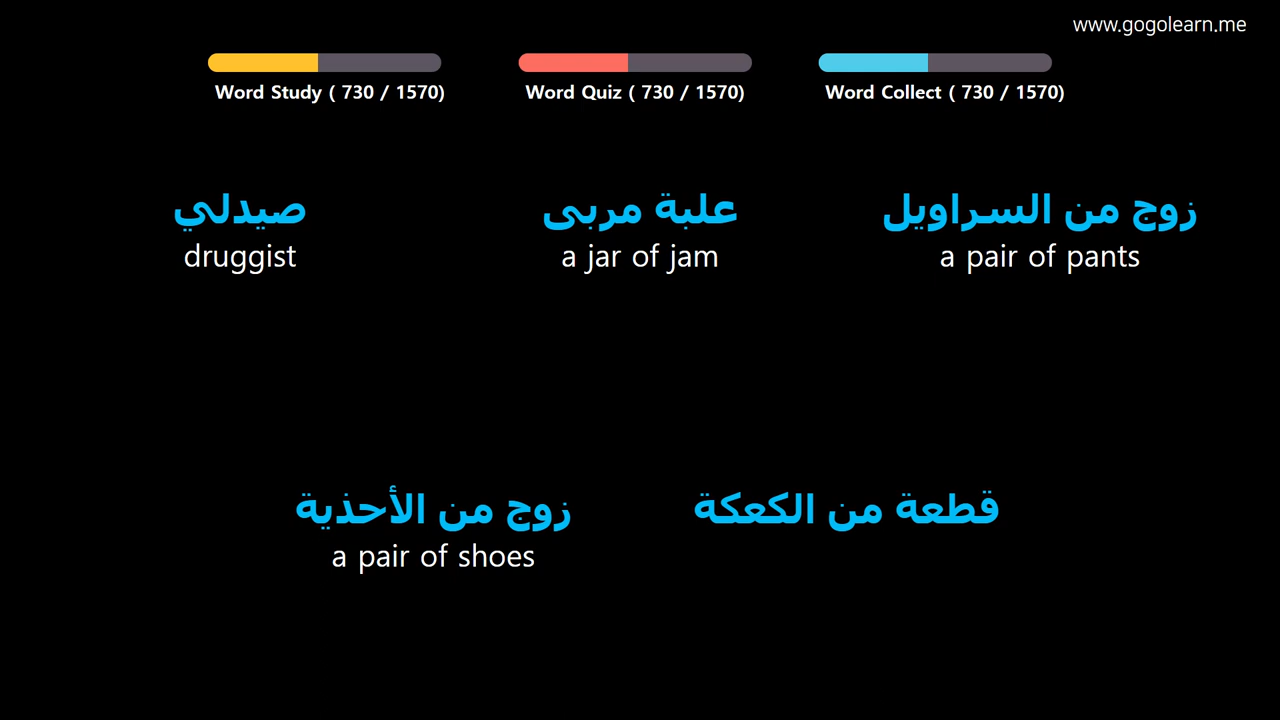 www.gogolearn.me
Word Study ( 730 / 1570)
Word Quiz ( 730 / 1570)
Word Collect ( 730 / 1570)
صيدلي
druggist
علبة مربى
a jar of jam
زوج من السراويل
a pair of pants
زوج من الأحذية
a pair of shoes
قطعة من الكعكة